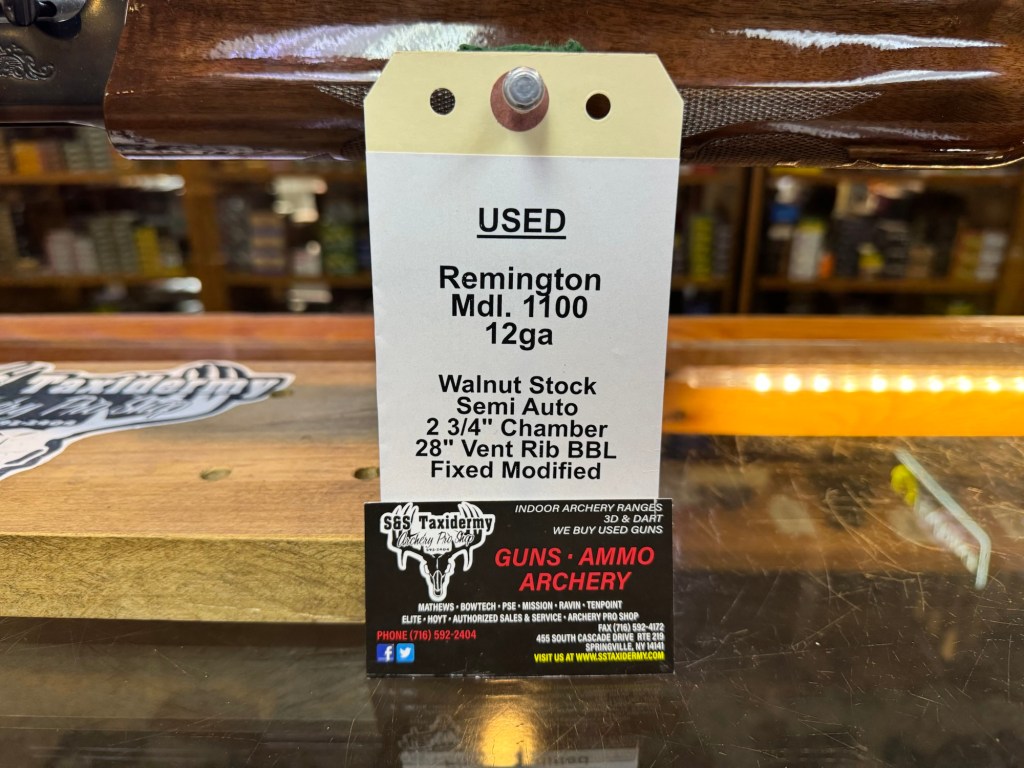 USED
Remington
Mdl. 1100
12ga
Walnut Stock
Semi Auto
2 3/4" Chamber
28" Vent Rib BBL
Fixed Modified
Taxidermy
Pro Shop
S&S Taxidermy
Archery Pro Shop
INDOOR ARCHERY RANGES
3D & DART
WE BUY USED GUNS
GUNS · AMMO
ARCHERY
MATHEWS · BOWTECH · PSE · MISSION · RAVIN · TENPOINT
ELITE · HOYT · AUTHORIZED SALES & SERVICE · ARCHERY PRO SHOP
PHONE (716) 592-2404
FAX (716) 592-4172
455 SOUTH CASCADE DRIVE RTE 219
SPRINGVILLE, NY 14141
VISIT US AT WWW.SSTAXIDERMY.COM